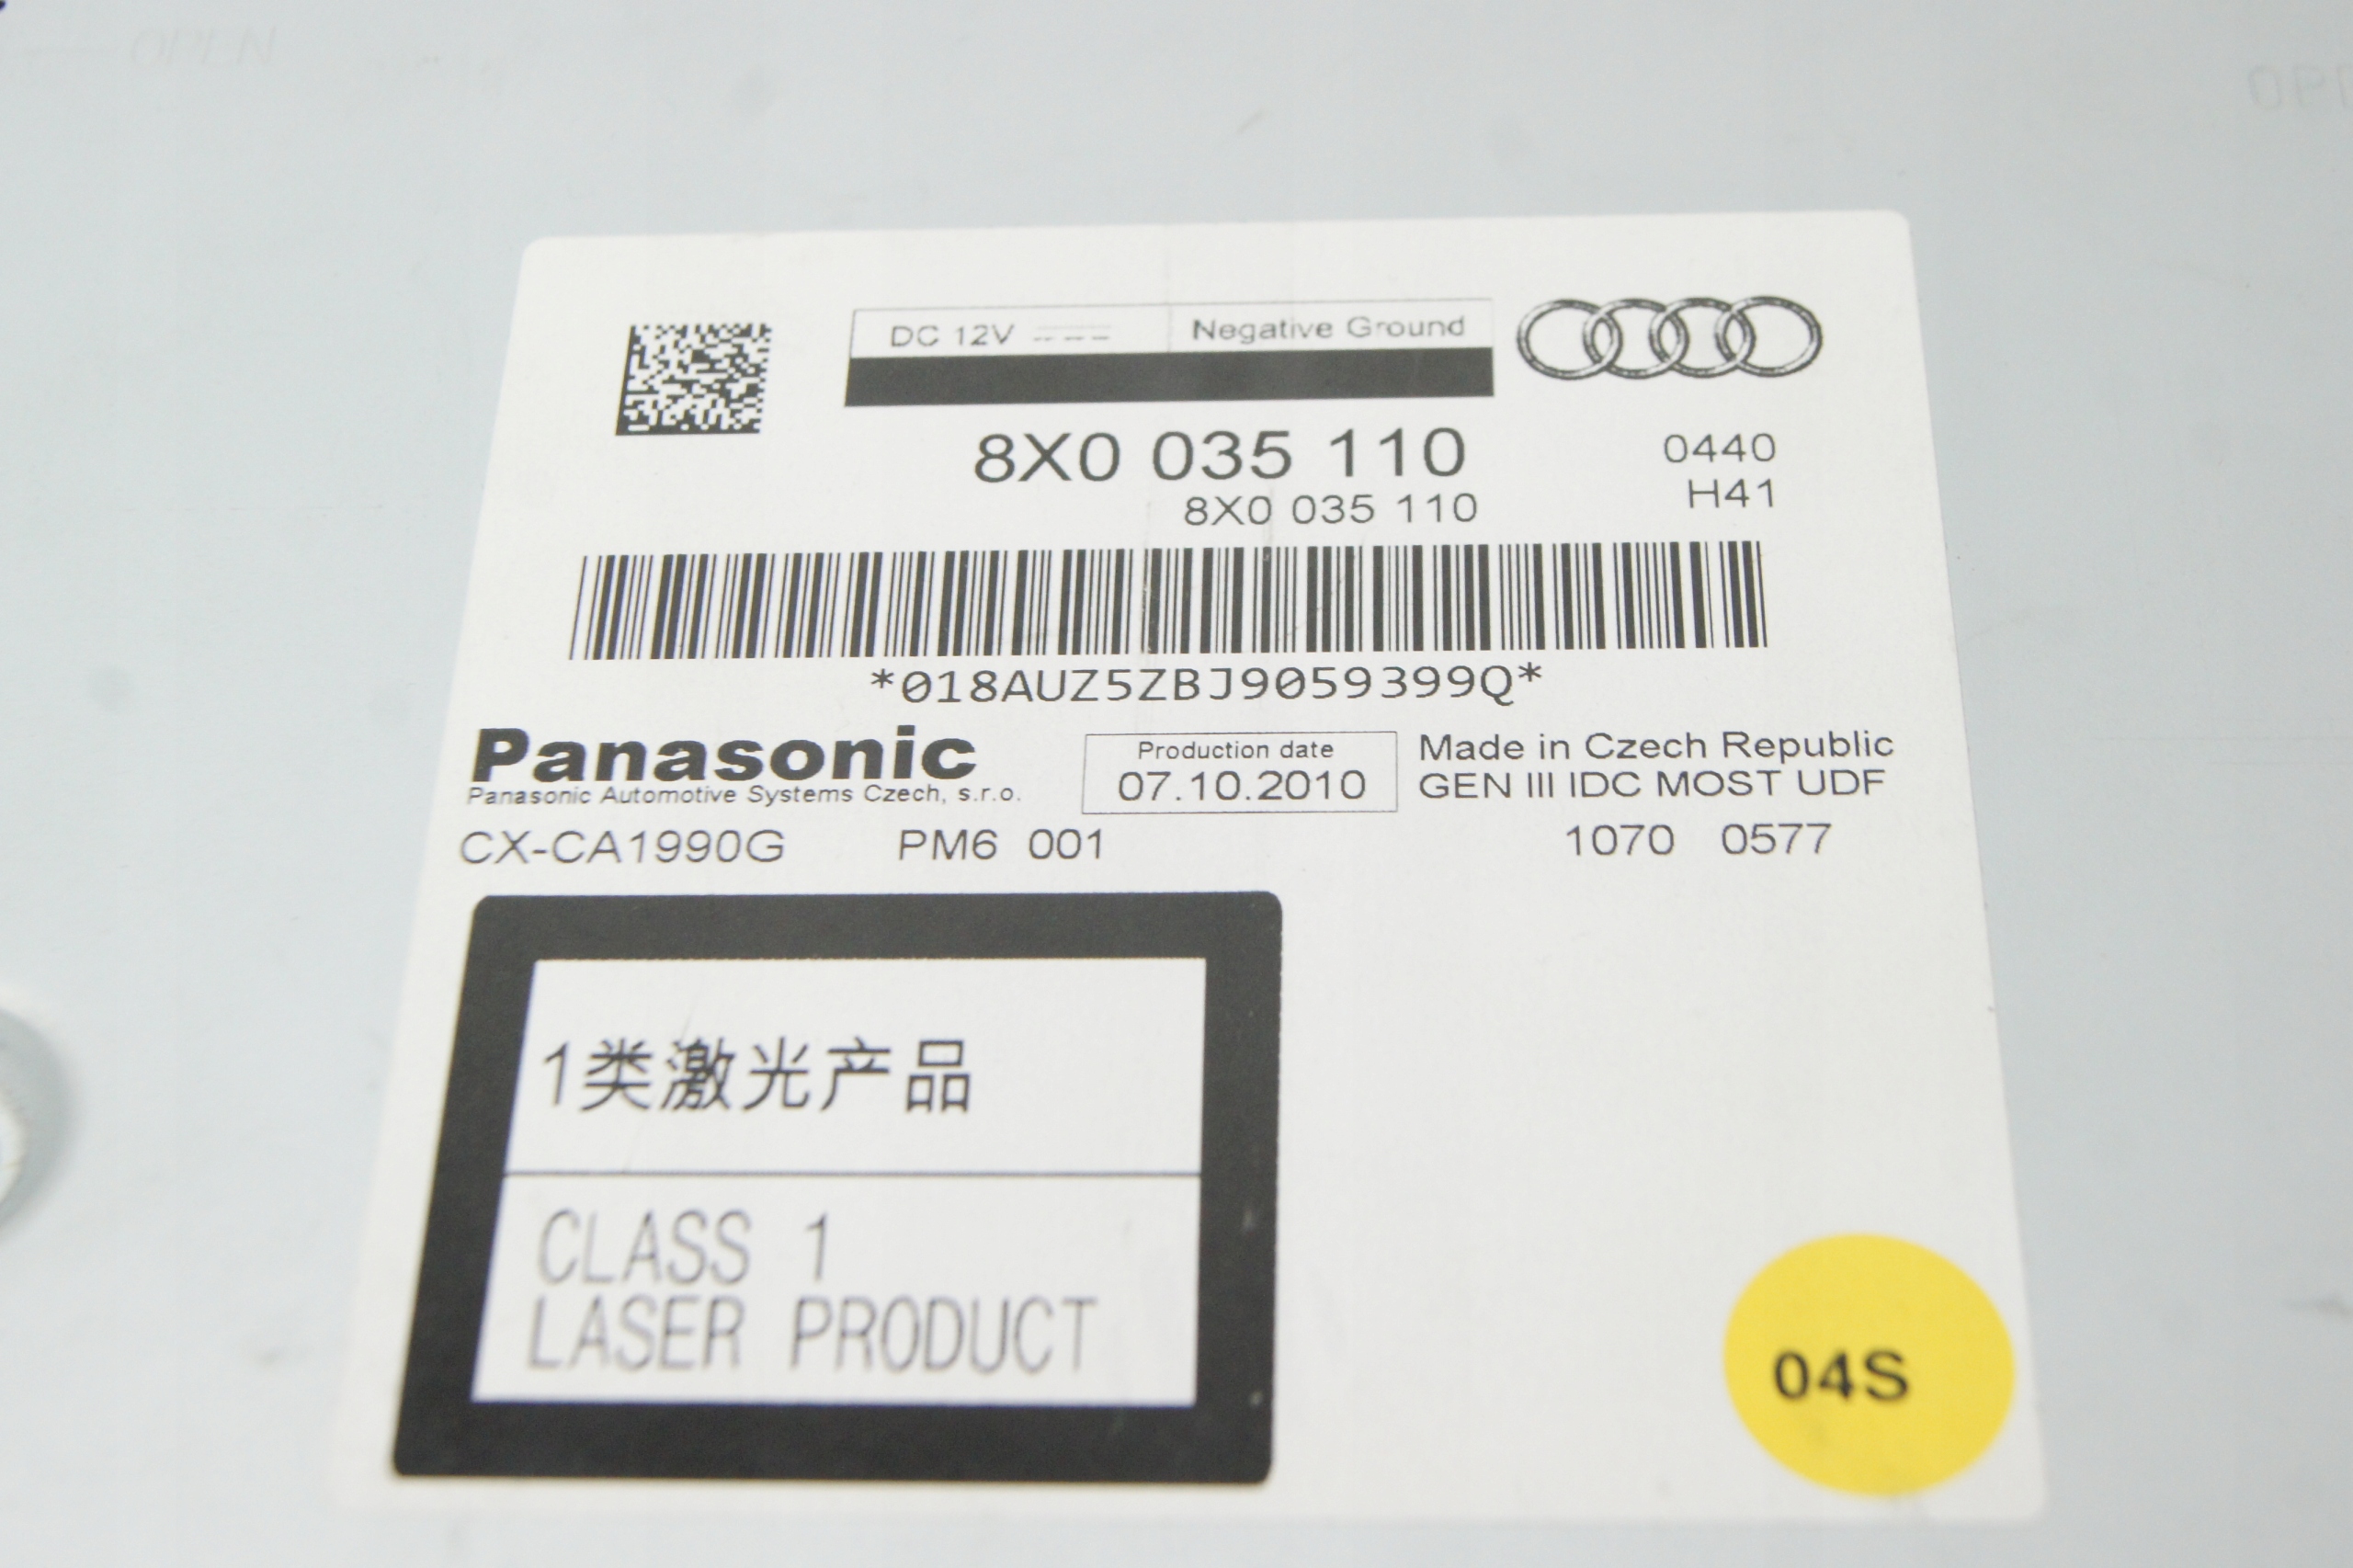 OPEN
DC 12V
Negative Ground
8X0 035 110
0440
8X0 035 110
H41
*018AUZ5ZBJ9059399Q*
Panasonic
Panasonic Automotive Systems Czech, s.r.o.
Production date
07.10.2010
Made in Czech Republic
GEN III IDC MOST UDF
CX-CA1990G PM6 001
1070 0577
1类激光产品
CLASS 1
LASER PRODUCT
04S